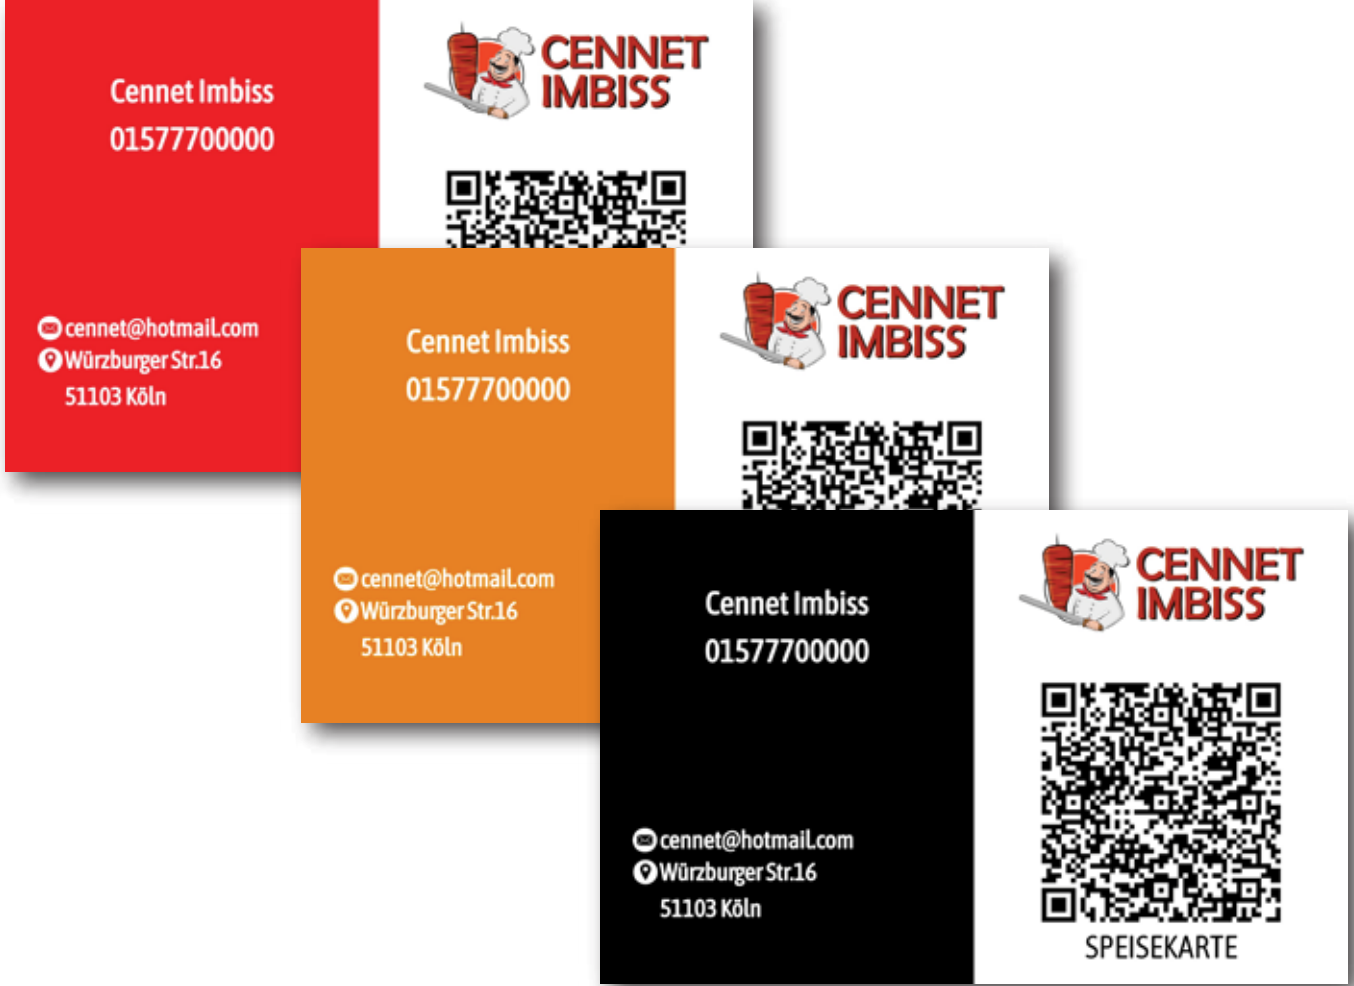 Cennet Imbiss
01577700000
cennet@hotmail.com
Würzburger Str.16
51103 Köln
CENNET
IMBISS
Cennet Imbiss
01577700000
cennet@hotmail.com
Würzburger Str.16
51103 Köln
CENNET
IMBISS
Cennet Imbiss
01577700000
cennet@hotmail.com
Würzburger Str.16
51103 Köln
CENNET
IMBISS
SPEISEKARTE